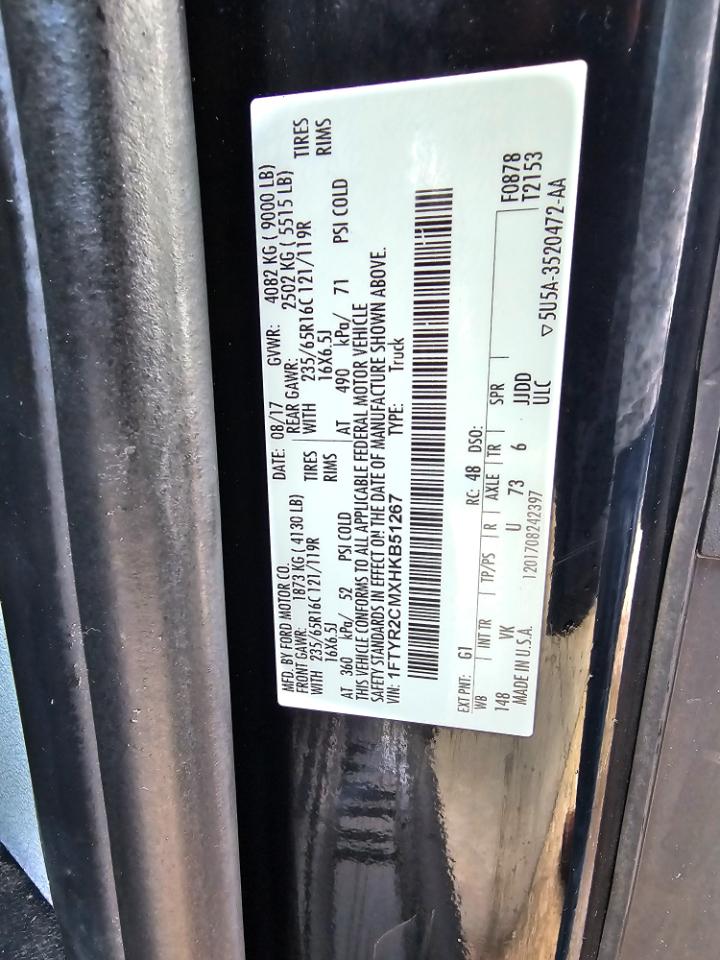 MFD. BY FORD MOTOR CO. DATE: 08/17 GVWR: 4082 KG ( 9000 LB)
FRONT GAWR: 1873 KG ( 4130 LB) REAR GAWR: 2502 KG ( 5515 LB)
WITH 235/65R16C 121/119R TIRES WITH 235/65R16C 121/119R TIRES
16X6.5J RIMS 16X6.5J RIMS
AT 360 kPa/ 52 PSI COLD AT 490 kPa/ 71 PSI COLD
THIS VEHICLE CONFORMS TO ALL APPLICABLE FEDERAL MOTOR VEHICLE
SAFETY STANDARDS IN EFFECT ON THE DATE OF MANUFACTURE SHOWN ABOVE.
VIN: 1FTYR2CMXHKB51267 TYPE: Truck
EXT PNT: G1 RC: 48 DSO: F0878
WB INT TR TP/PS R AXLE TR SPR T2153
148 VK U 73 6 JJDD
MADE IN U.S.A. 1201708242397 ULC ▽5U5A-3520472-AA